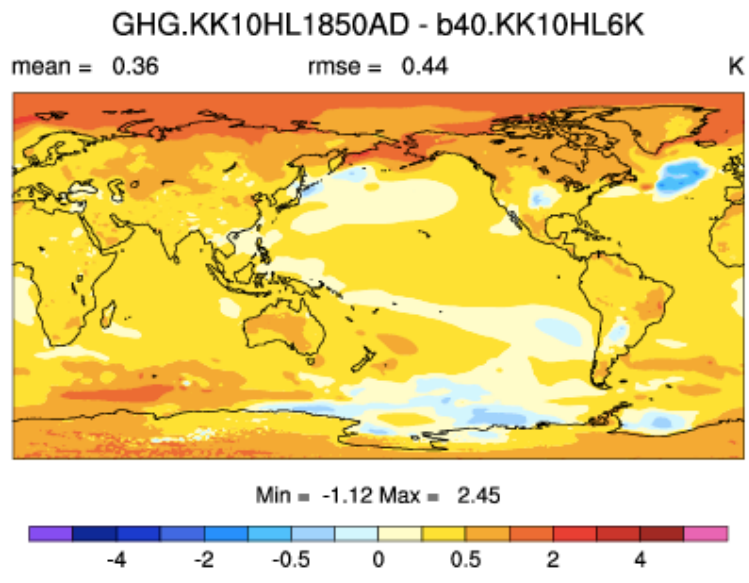 GHG.KK10HL1850AD - b40.KK10HL6K
mean = 0.36 rmse = 0.44 K
Min = -1.12 Max = 2.45
-4 -2 -0.5 0 0.5 2 4